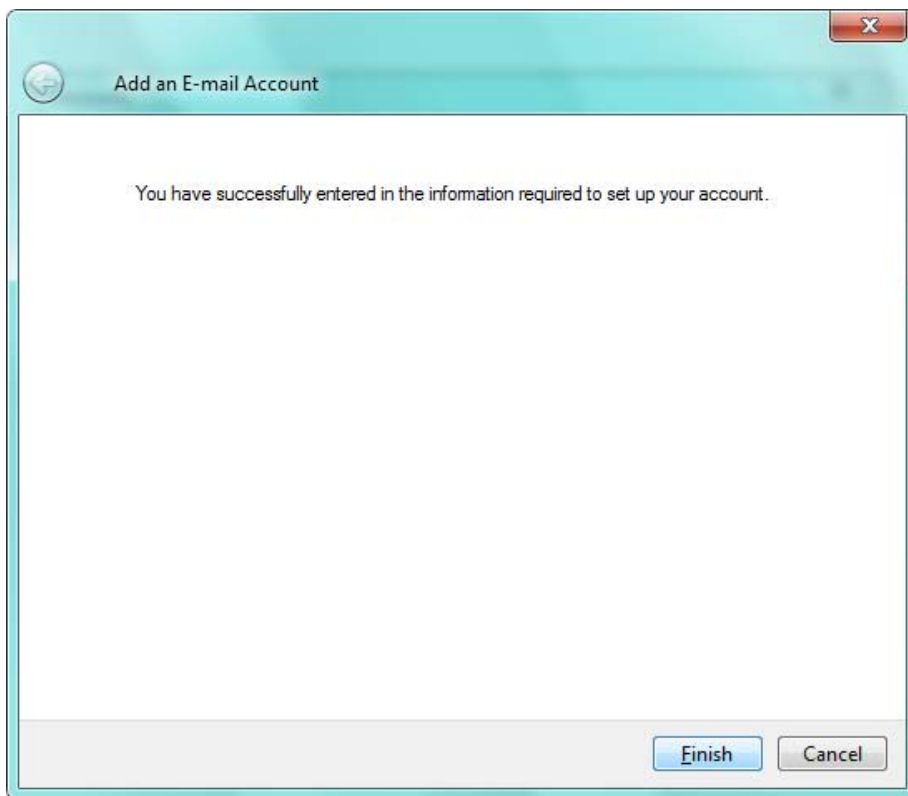 Add an E-mail Account
You have successfully entered in the information required to set up your account.
Finish
Cancel